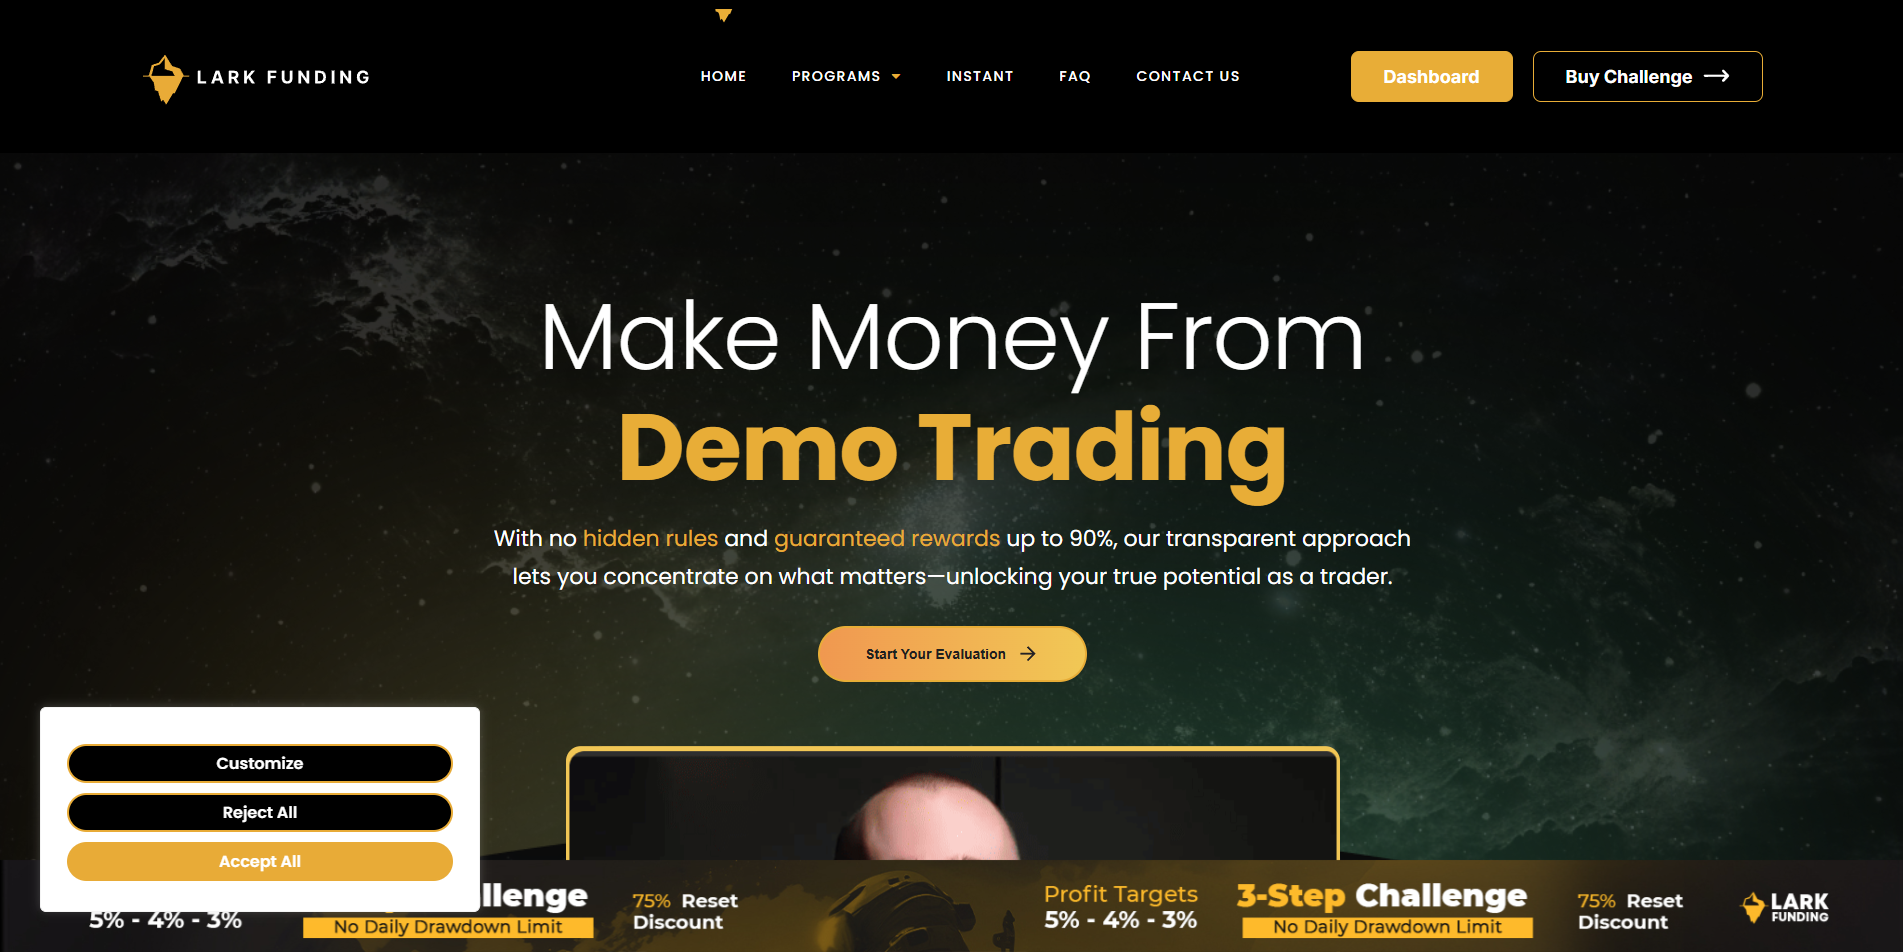 LARK FUNDING
HOME
PROGRAMS
INSTANT
FAQ
CONTACT US
Dashboard
Buy Challenge
Make Money From
Demo Trading
With no hidden rules and guaranteed rewards up to 90%, our transparent approach
lets you concentrate on what matters—unlocking your true potential as a trader.
Start Your Evaluation
Customize
Reject All
Accept All
5% - 4% - 3%
llenge
No Daily Drawdown Limit
75% Reset
Discount
Profit Targets
5% - 4% - 3%
3-Step Challenge
No Daily Drawdown Limit
75% Reset
Discount
LARK
FUNDING